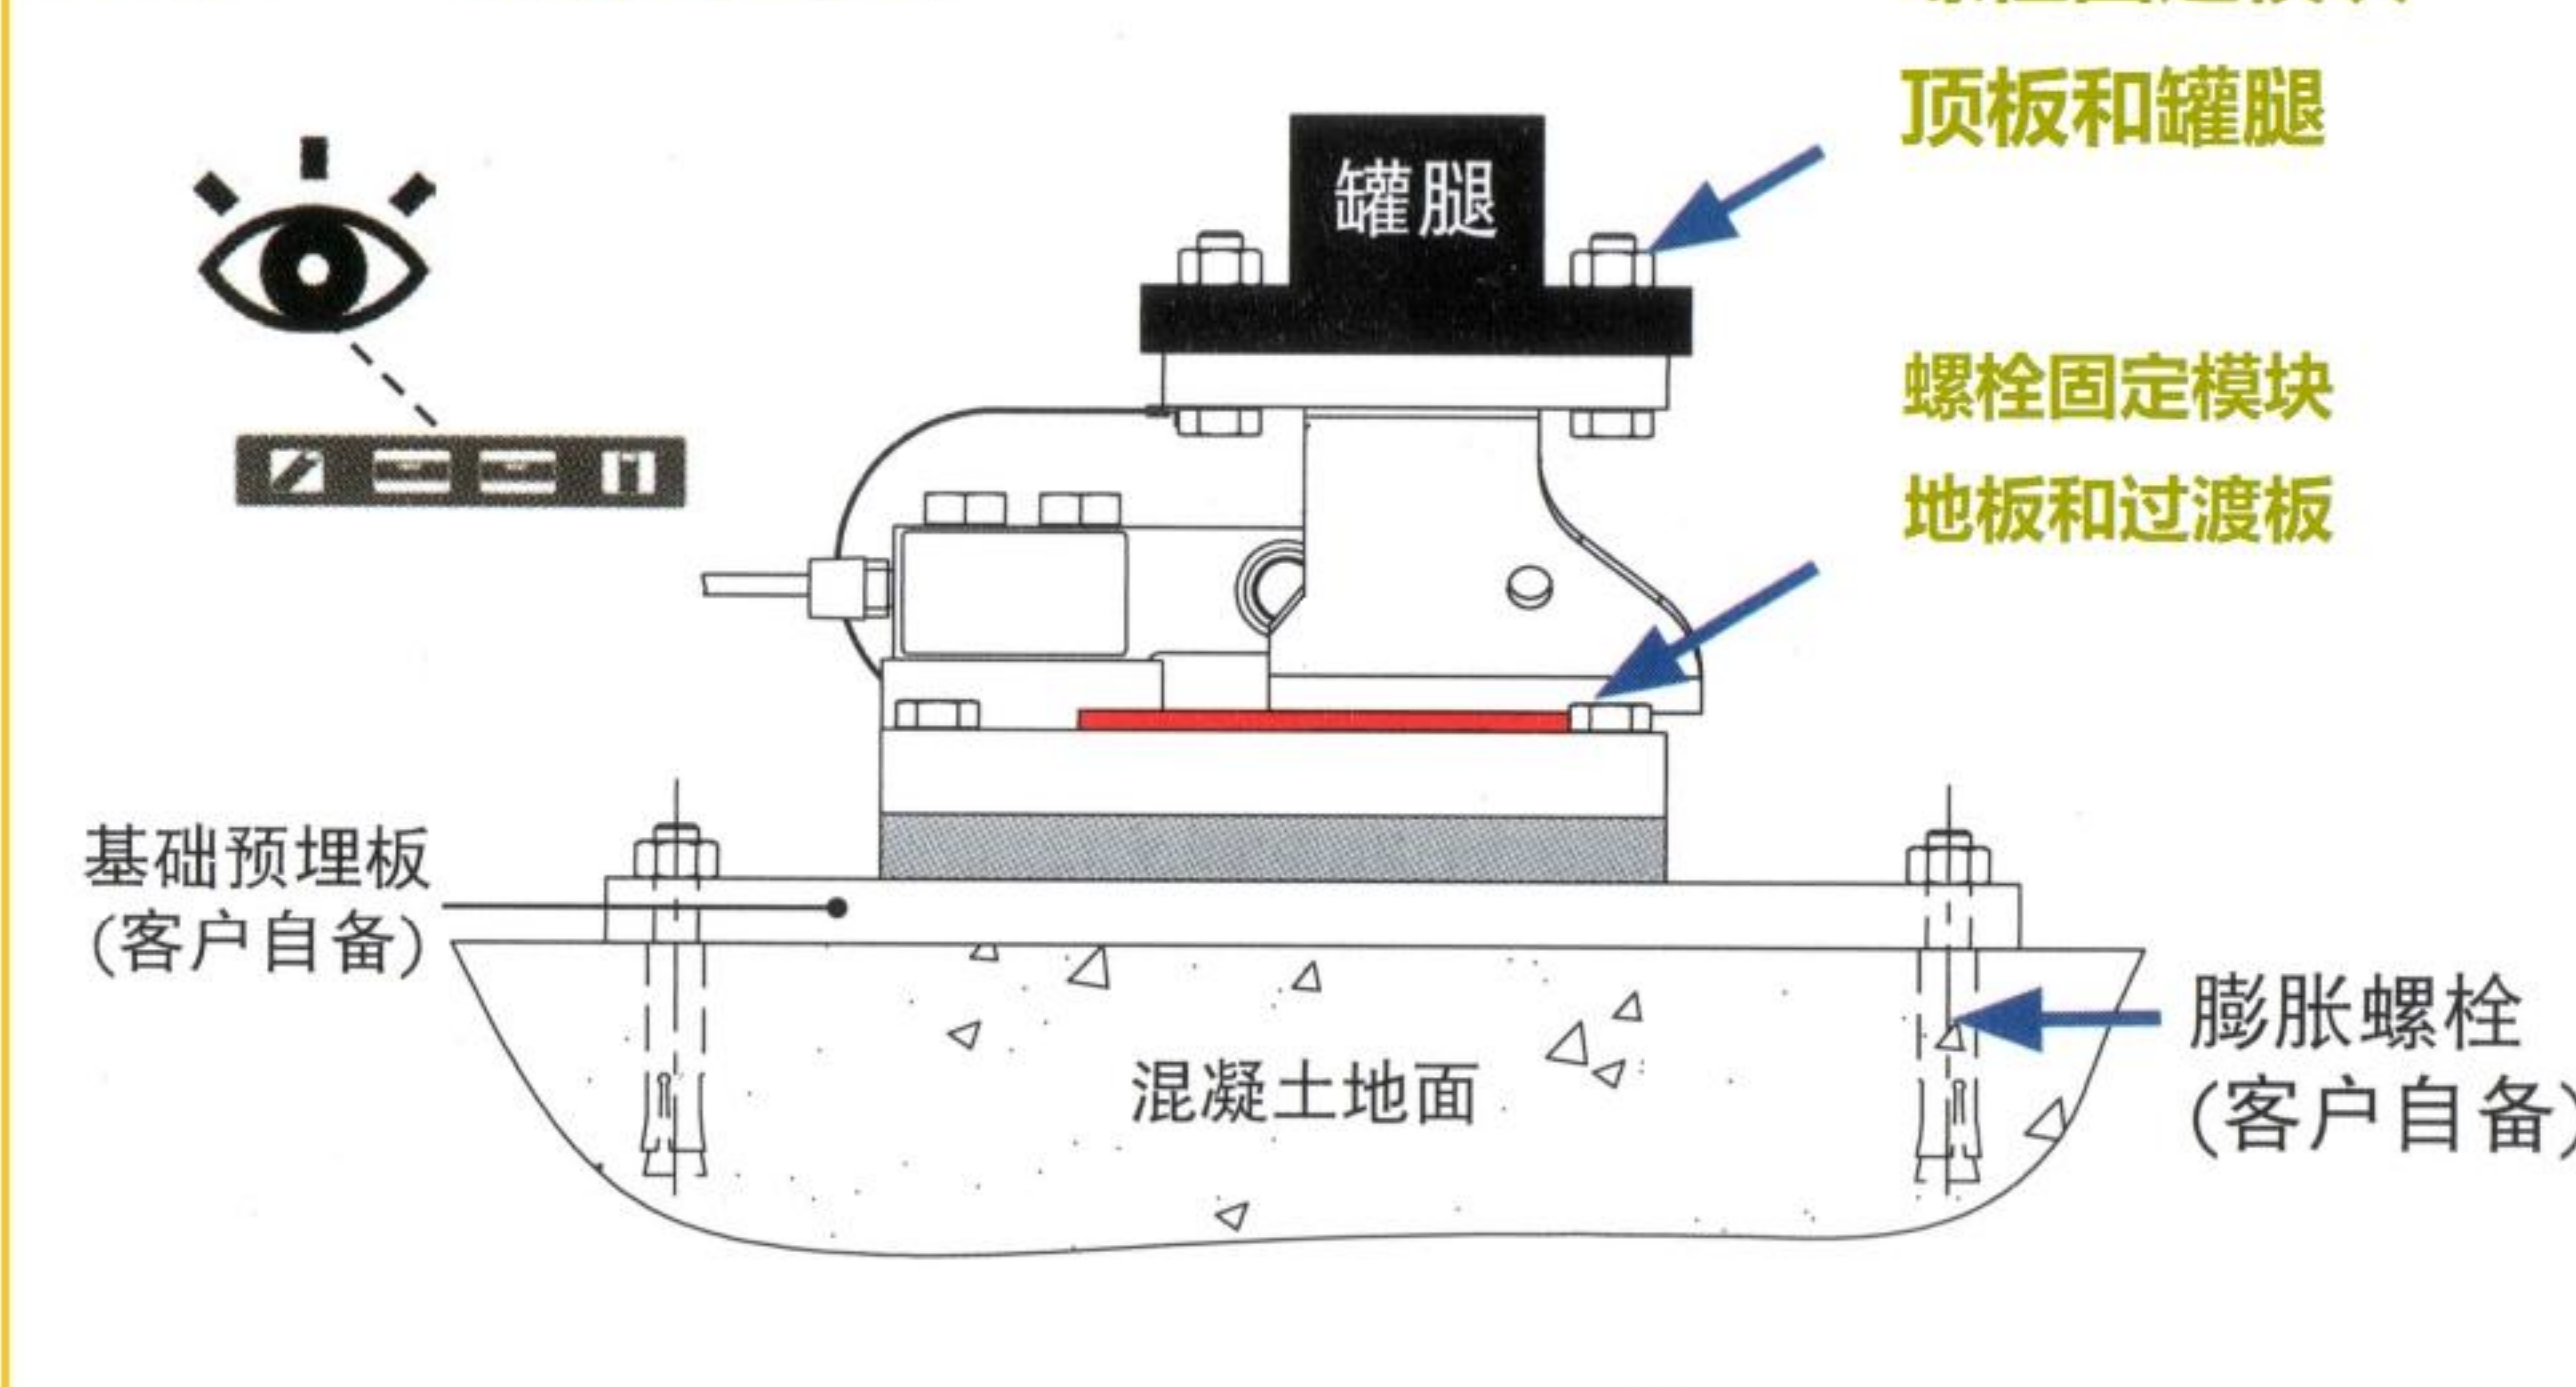 顶板和罐腿
罐腿
螺栓固定模块
地板和过渡板
基础预埋板
(客户自备)
混凝土地面
膨胀螺栓
(客户自备)